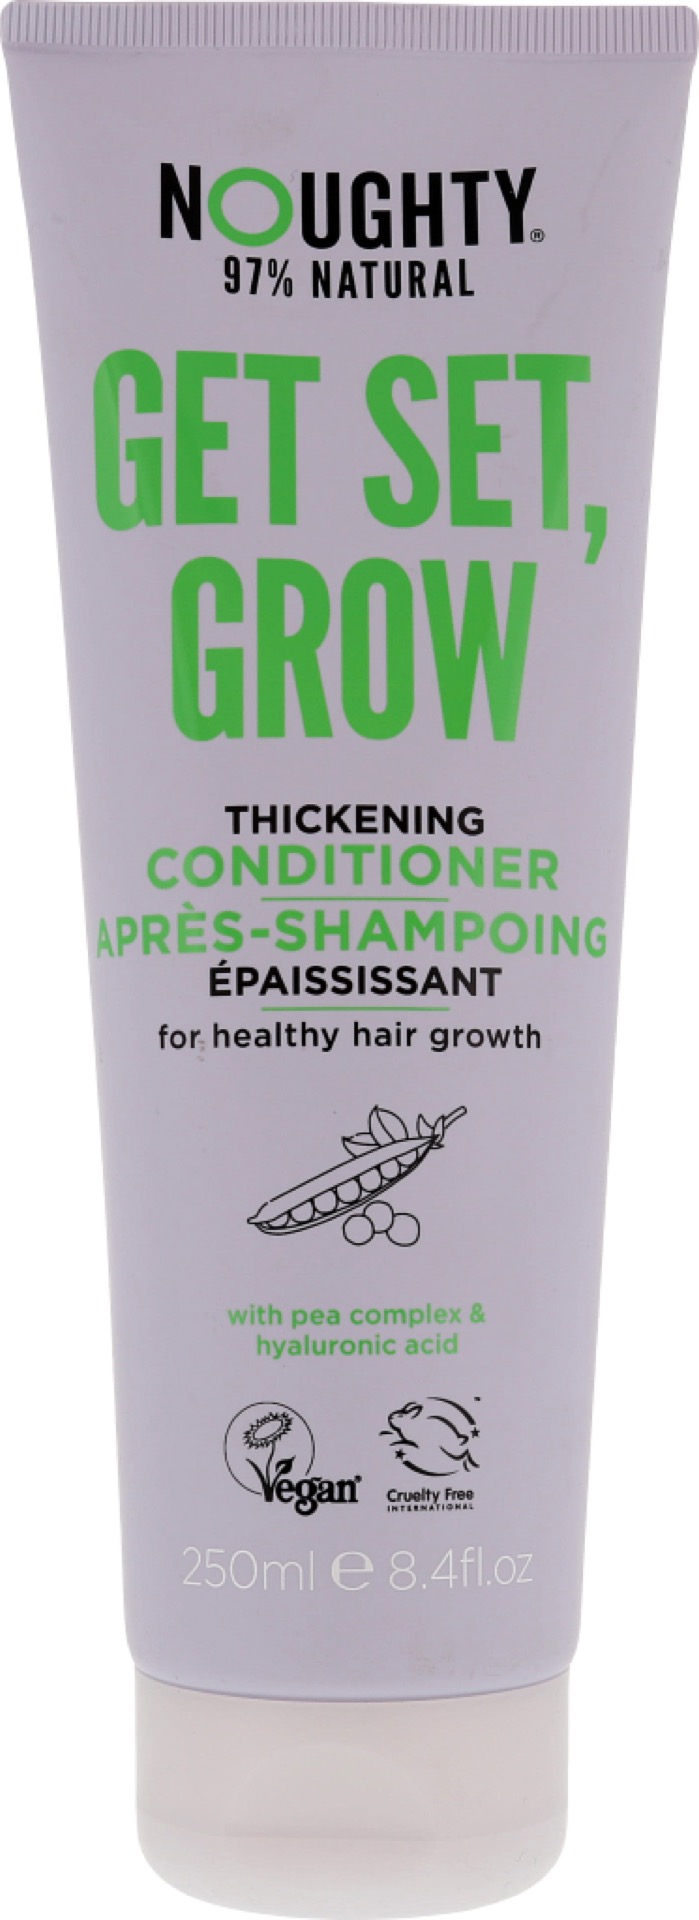 NOUGHTY®
97% NATURAL
GET SET,
GROW
THICKENING
CONDITIONER
APRÈS-SHAMPOING
ÉPAISSISSANT
for healthy hair growth
with pea complex &
hyaluronic acid
Vegan
Cruelty Free
INTERNATIONAL
™
250ml ℮ 8.4fl.oz